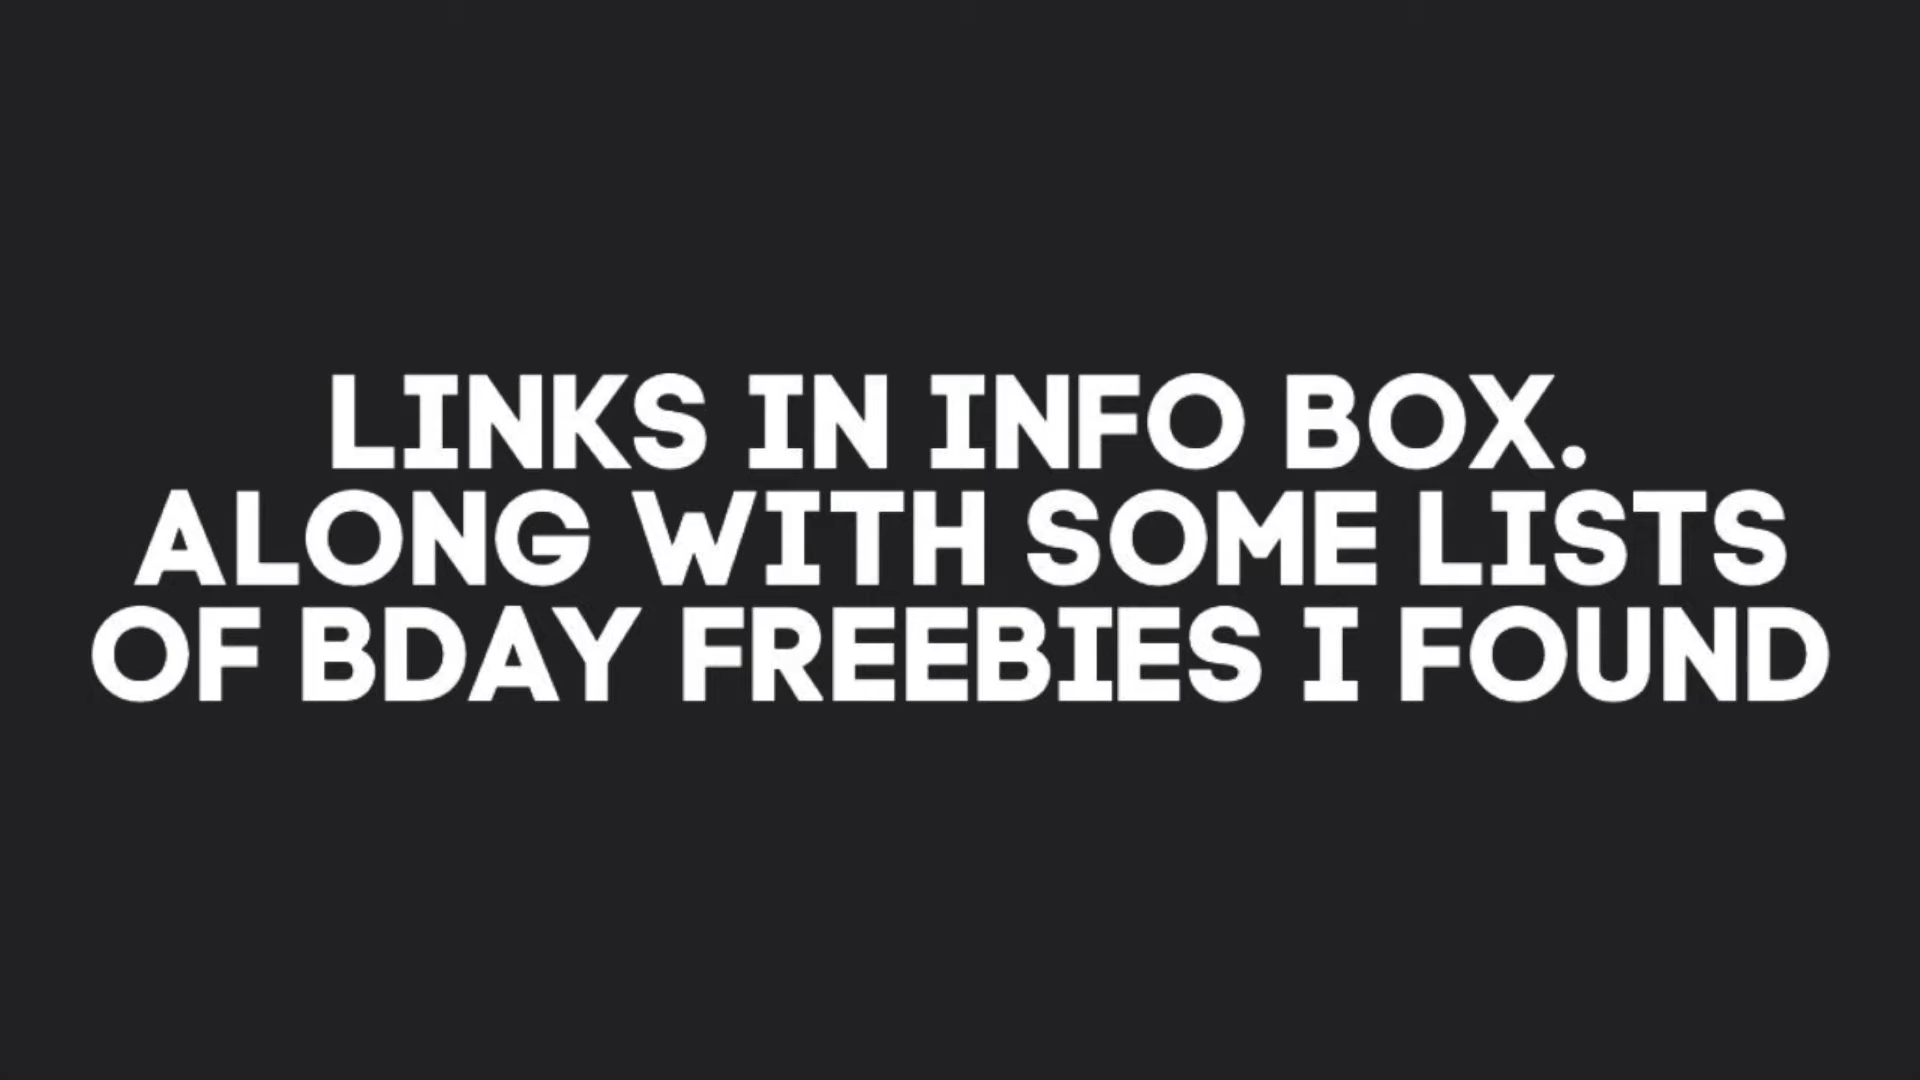 LINKS IN INFO BOX.
ALONG WITH SOME LISTS
OF BDAY FREEBIES I FOUND